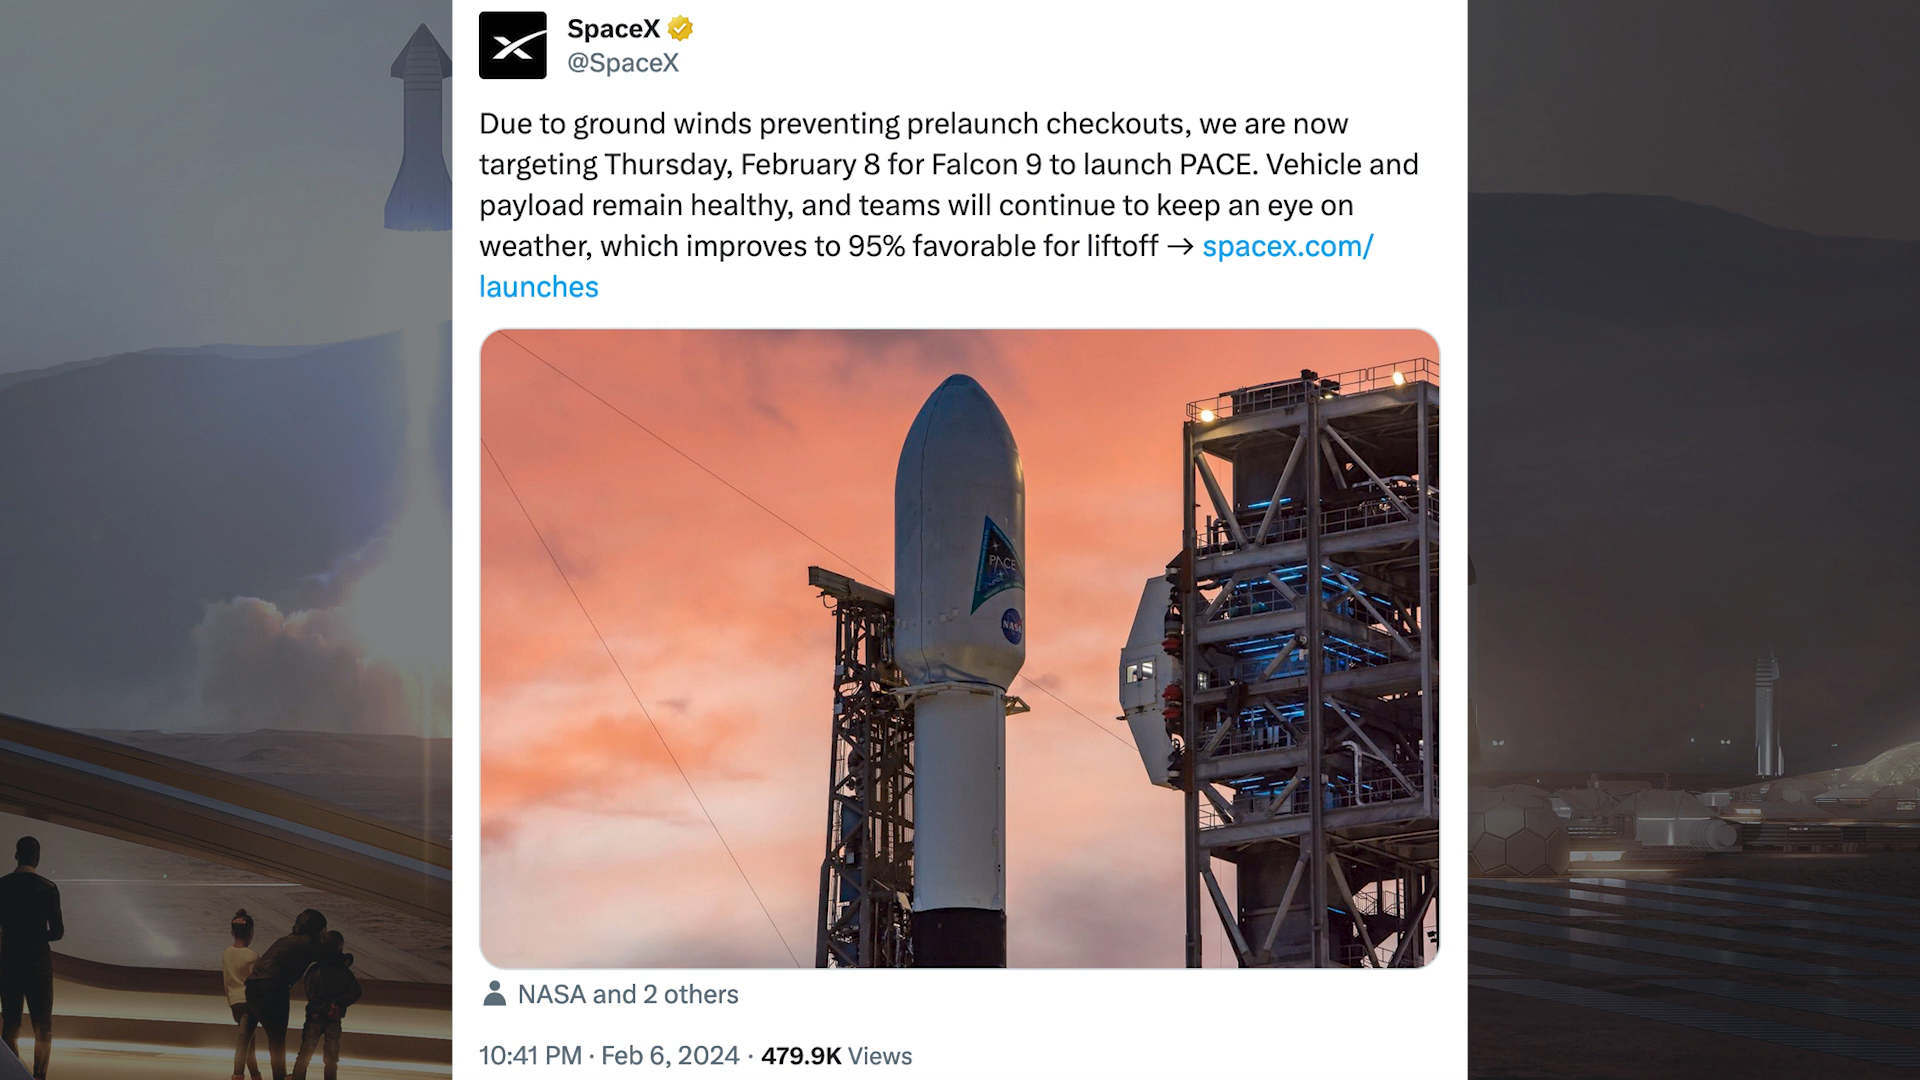 SpaceX
@SpaceX
Due to ground winds preventing prelaunch checkouts, we are now
targeting Thursday, February 8 for Falcon 9 to launch PACE. Vehicle and
payload remain healthy, and teams will continue to keep an eye on
weather, which improves to 95% favorable for liftoff → spacex.com/
launches
PACE
NASA
NASA and 2 others
10:41 PM · Feb 6, 2024 · 479.9K Views